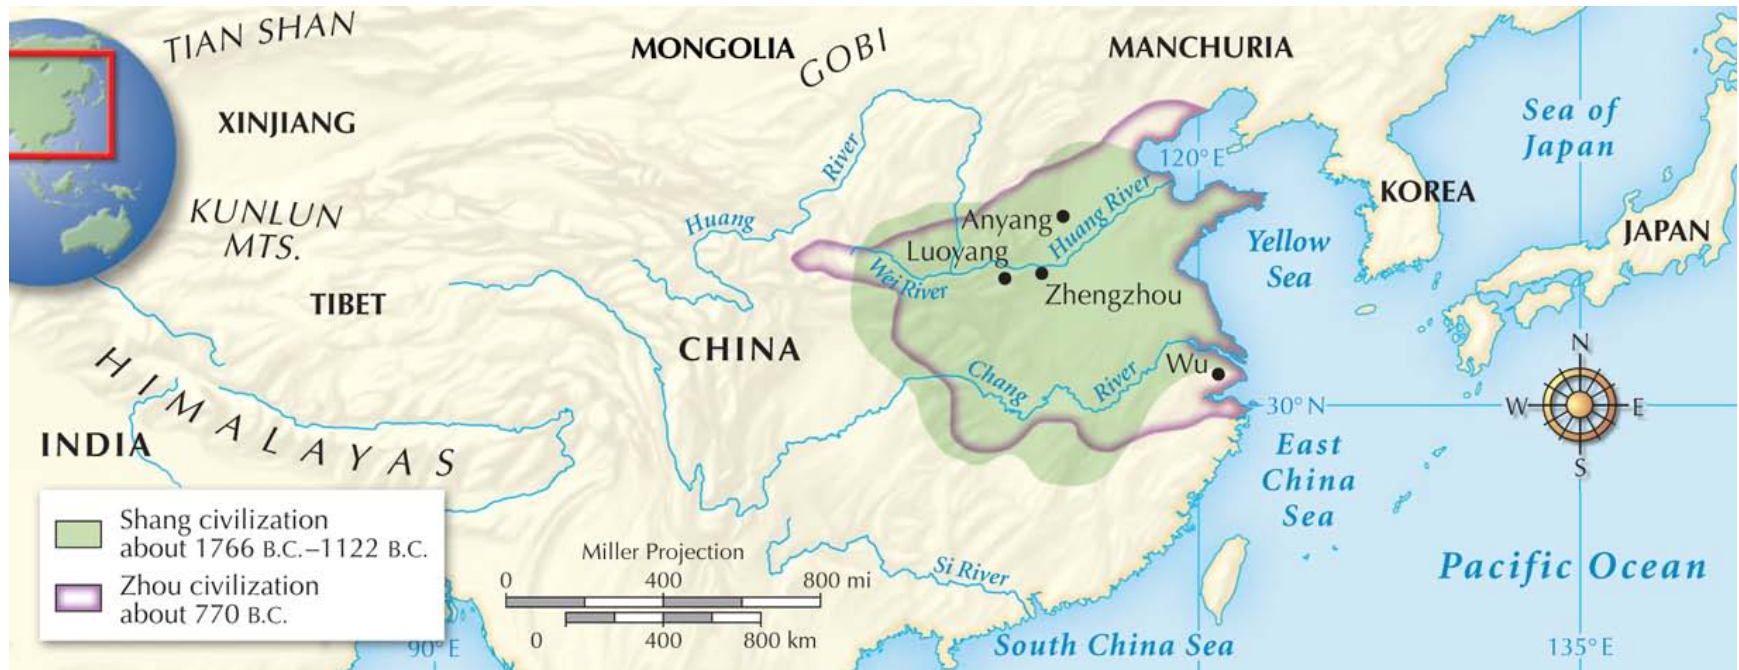 TIAN SHAN
MONGOLIA
GOBI
MANCHURIA
XINJIANG
Sea of
Japan
120°E
River
KUNLUN
MTS.
Huang
Anyang
Huang River
KOREA
JAPAN
Luoyang
Wei River
Yellow
Sea
Zhengzhou
TIBET
CHINA
HIMALAYAS
Chang
River
Wu
30°N
N
W
E
S
INDIA
East
China
Sea
Shang civilization
about 1766 B.C.–1122 B.C.
Zhou civilization
about 770 B.C.
Miller Projection
0 400 800 mi
0 400 800 km
Si River
Pacific Ocean
90°E
South China Sea
135°E